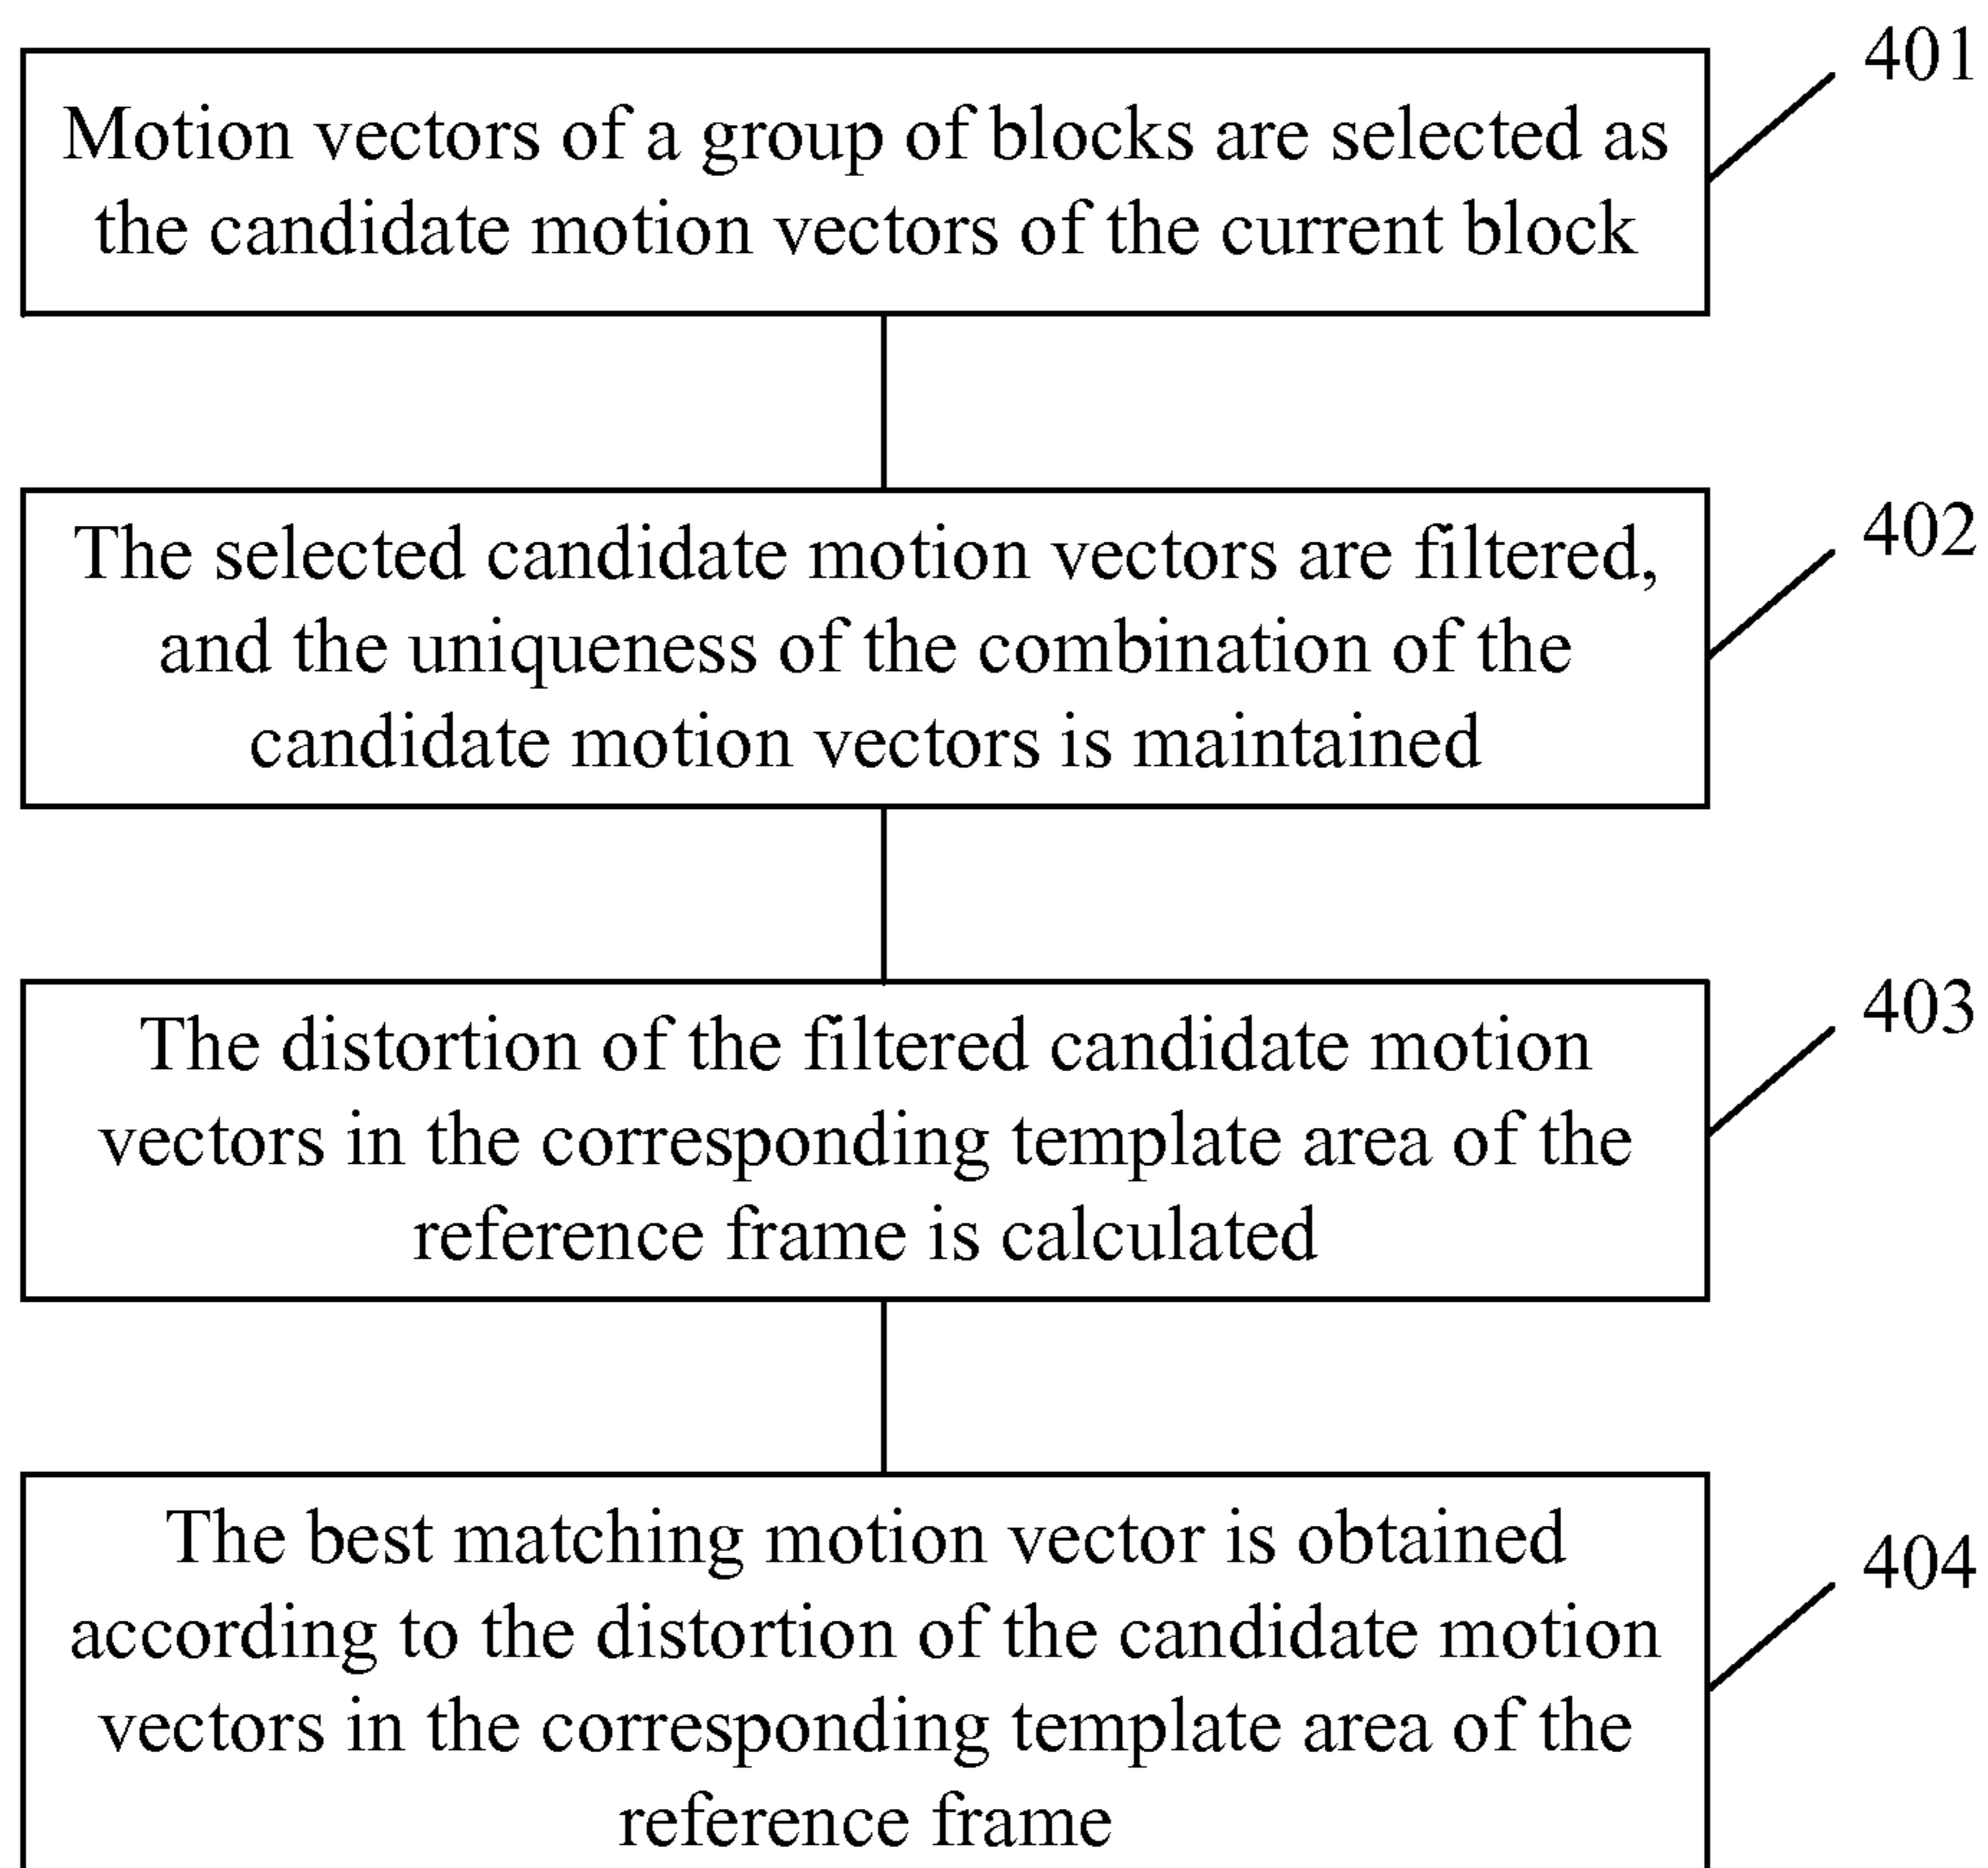 401
Motion vectors of a group of blocks are selected as
the candidate motion vectors of the current block
402
The selected candidate motion vectors are filtered,
and the uniqueness of the combination of the
candidate motion vectors is maintained
403
The distortion of the filtered candidate motion
vectors in the corresponding template area of the
reference frame is calculated
404
The best matching motion vector is obtained
according to the distortion of the candidate motion
vectors in the corresponding template area of the
reference frame